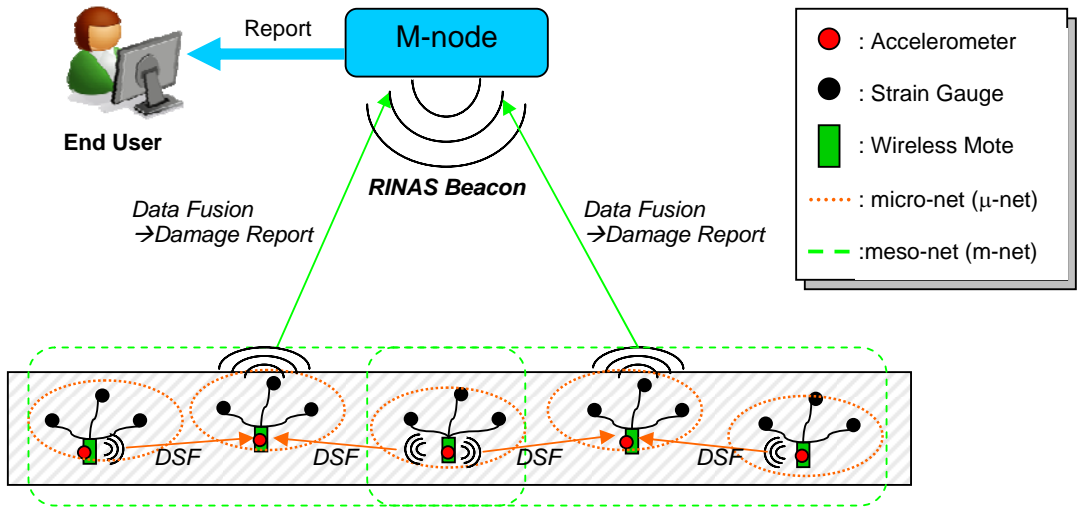 Report
M-node
End User
RINAS Beacon
Data Fusion
→Damage Report
Data Fusion
→Damage Report
: Accelerometer
: Strain Gauge
: Wireless Mote
: micro-net (μ-net)
:meso-net (m-net)
DSF
DSF
DSF
DSF